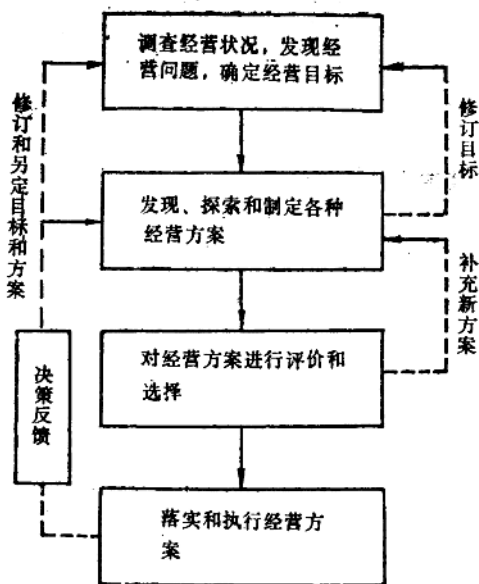 调查经营状况，发现经
营问题，确定经营目标
修订和另定目标和方案
修订目标
发现、探索和制定各种
经营方案
补充新方案
对经营方案进行评价和
选择
决策反馈
落实和执行经营方
案